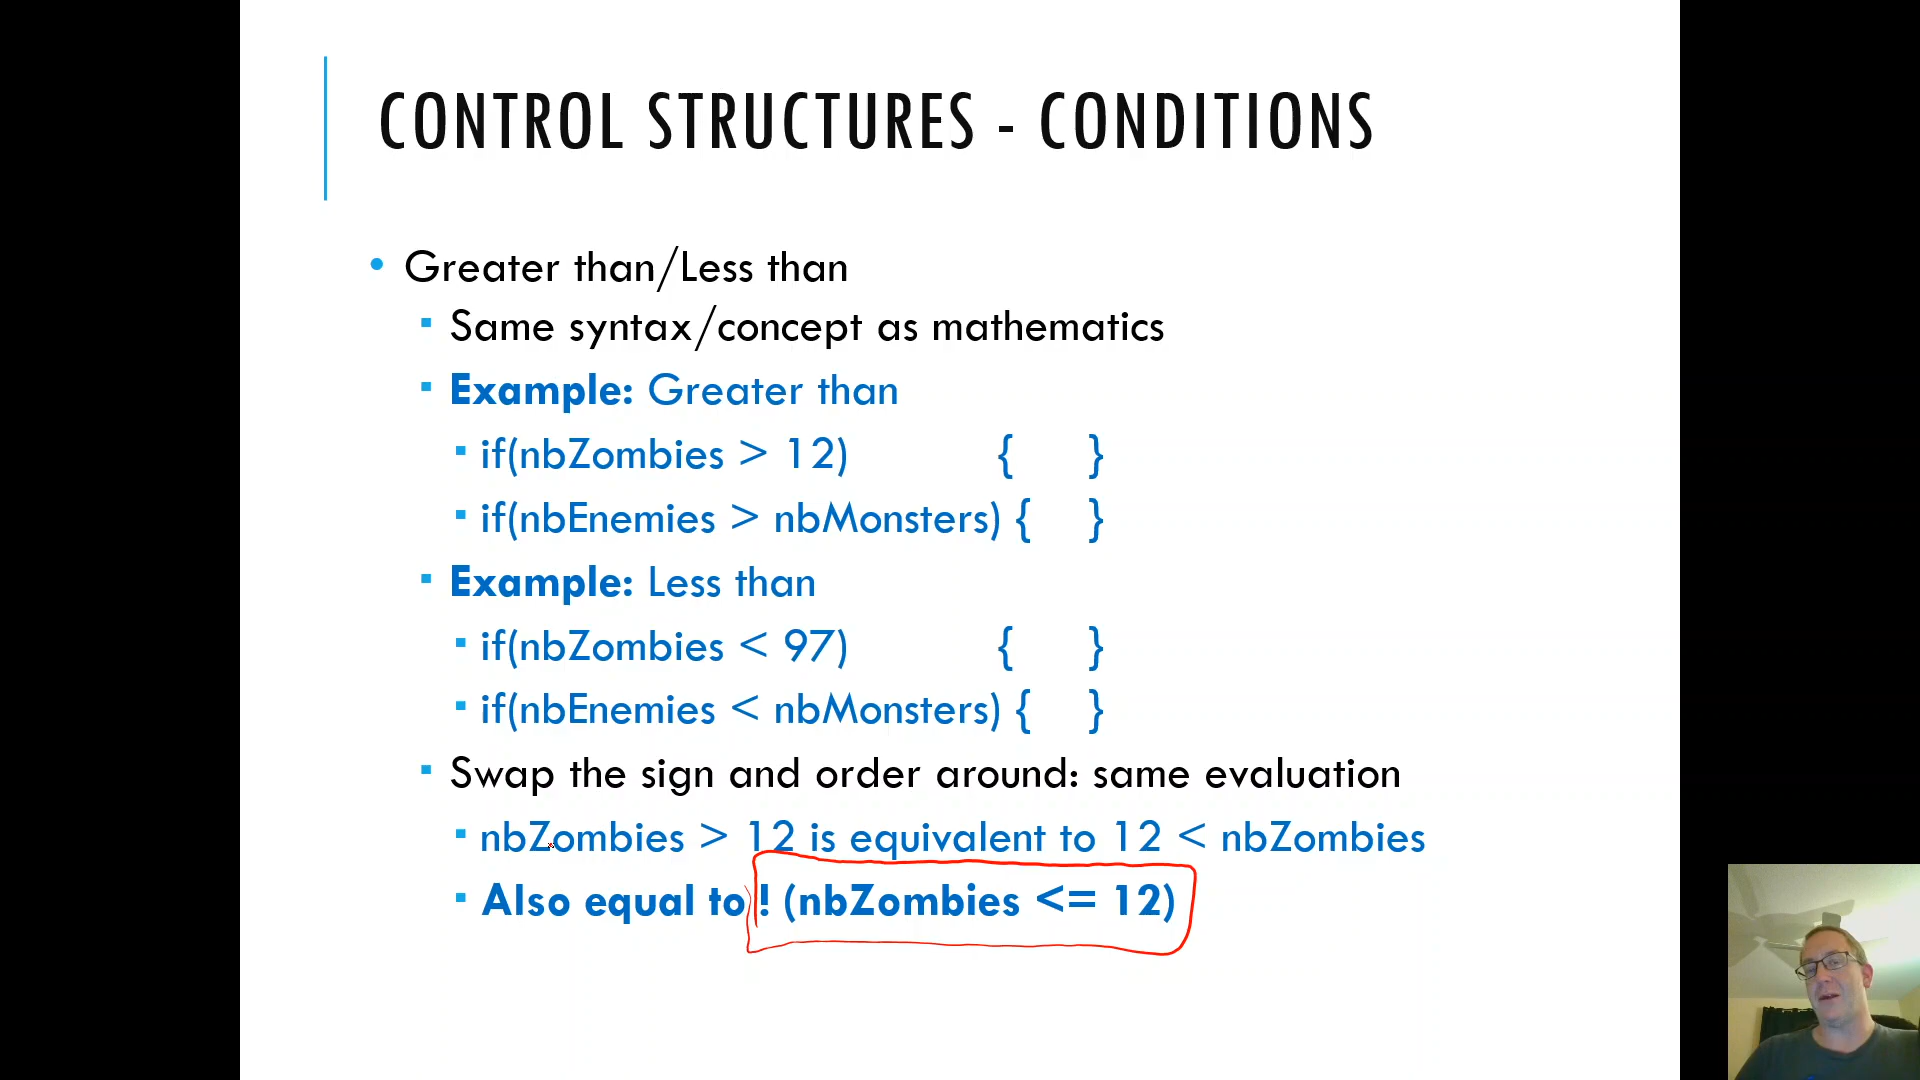 CONTROL STRUCTURES - CONDITIONS
• Greater than/Less than
▪ Same syntax/concept as mathematics
▪ Example: Greater than
▪ if(nbZombies > 12) { }
▪ if(nbEnemies > nbMonsters) { }
▪ Example: Less than
▪ if(nbZombies < 97) { }
▪ if(nbEnemies < nbMonsters) { }
▪ Swap the sign and order around: same evaluation
▪ nbZombies > 12 is equivalent to 12 < nbZombies
▪ Also equal to ! (nbZombies <= 12)